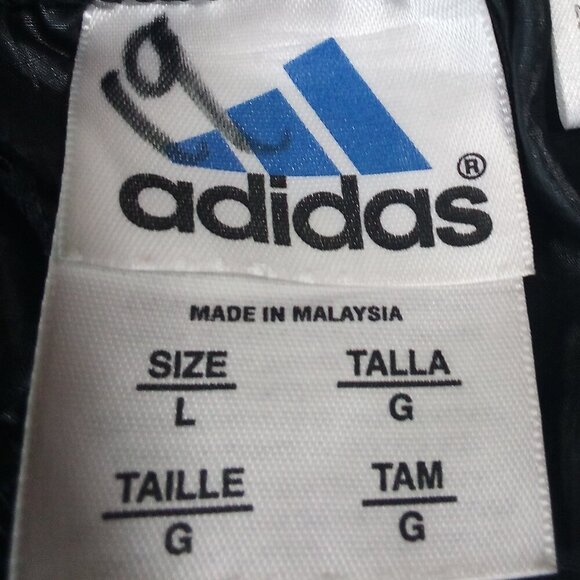 adidas®
MADE IN MALAYSIA
SIZE TALLA
L G
TAILLE TAM
G G